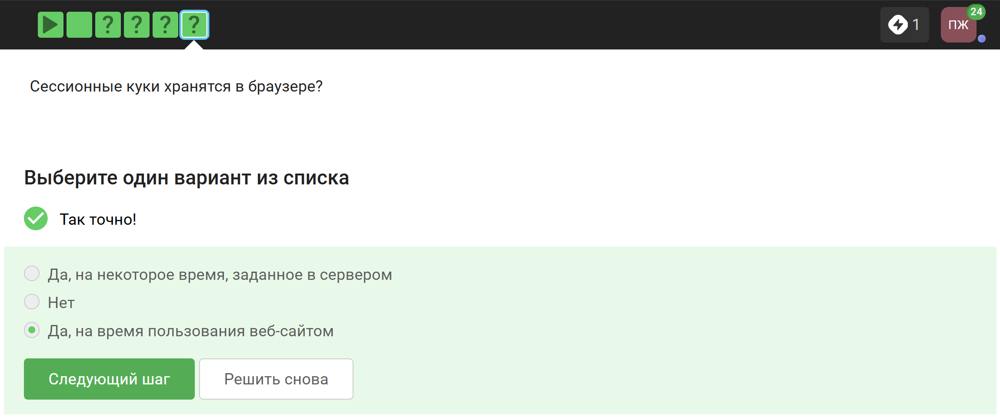 ? ? ? ?
1
ПЖ
24
Сессионные куки хранятся в браузере?
Выберите один вариант из списка
Так точно!
Да, на некоторое время, заданное в сервером
Нет
Да, на время пользования веб-сайтом
Следующий шаг
Решить снова